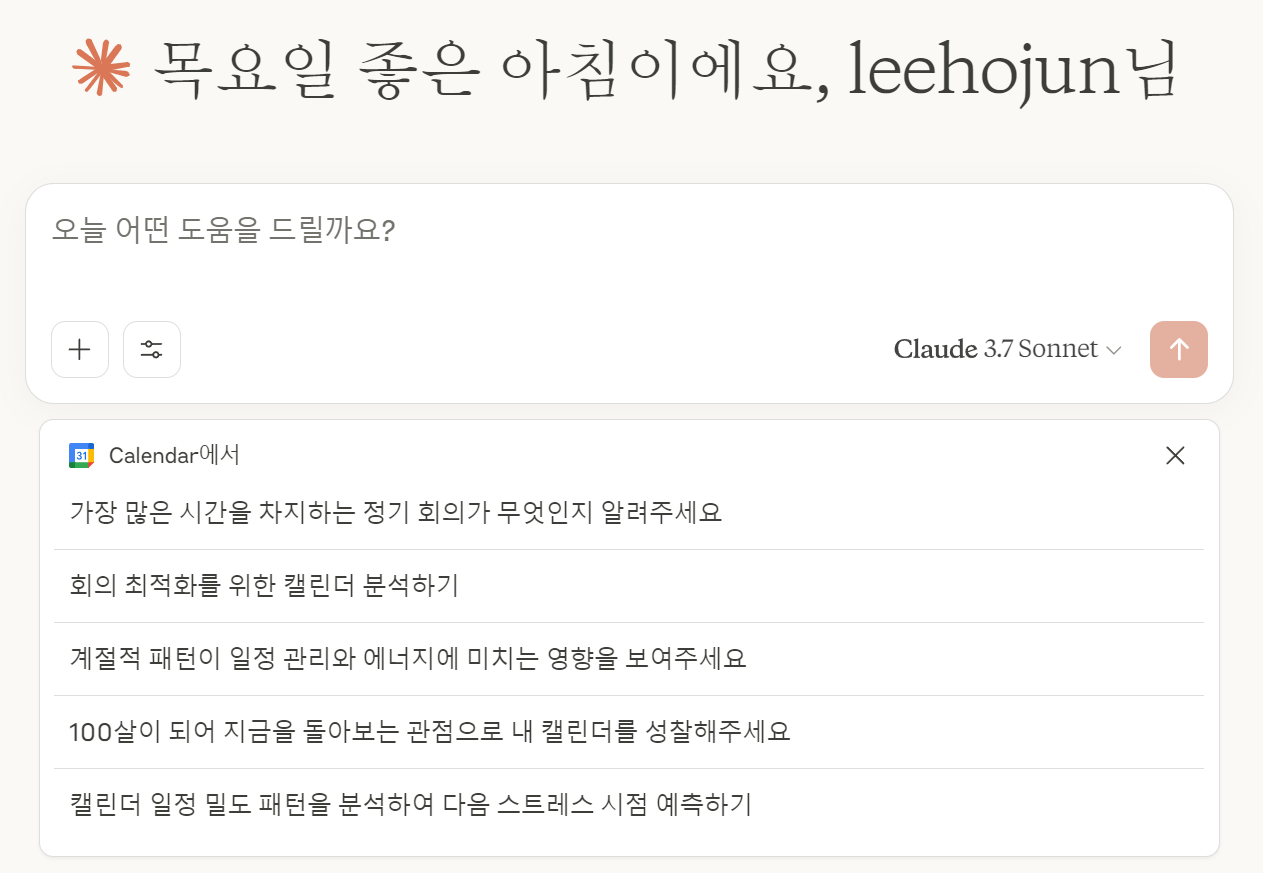 목요일 좋은 아침이에요, leehojun님
오늘 어떤 도움을 드릴까요?
Claude 3.7 Sonnet
31 Calendar에서
가장 많은 시간을 차지하는 정기 회의가 무엇인지 알려주세요
회의 최적화를 위한 캘린더 분석하기
계절적 패턴이 일정 관리와 에너지에 미치는 영향을 보여주세요
100살이 되어 지금을 돌아보는 관점으로 내 캘린더를 성찰해주세요
캘린더 일정 밀도 패턴을 분석하여 다음 스트레스 시점 예측하기